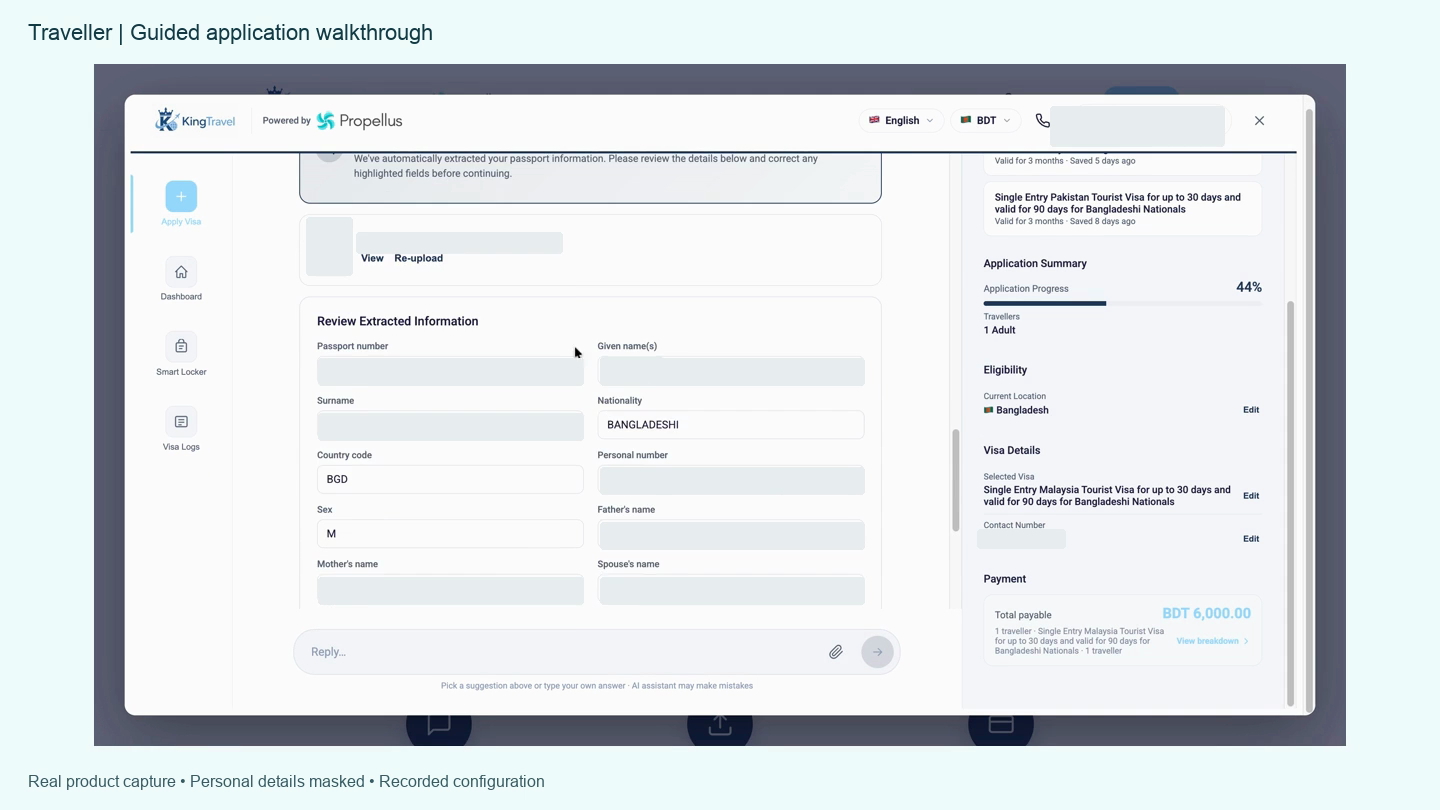 Traveller | Guided application walkthrough
KingTravel
Powered by Propellus
English
BDT
We've automatically extracted your passport information. Please review the details below and correct any
highlighted fields before continuing.
View Re-upload
Review Extracted Information
Passport number
Given name(s)
Surname
Nationality
BANGLADESHI
Country code
BGD
Personal number
Sex
M
Father's name
Mother's name
Spouse's name
Reply...
Pick a suggestion above or type your own answer · AI assistant may make mistakes
Apply Visa
Dashboard
Smart Locker
Visa Logs
Valid for 3 months · Saved 5 days ago
Single Entry Pakistan Tourist Visa for up to 30 days and
valid for 90 days for Bangladeshi Nationals
Valid for 3 months · Saved 8 days ago
Application Summary
Application Progress
44%
Travellers
1 Adult
Eligibility
Current Location
Bangladesh
Edit
Visa Details
Selected Visa
Single Entry Malaysia Tourist Visa for up to 30 days and
valid for 90 days for Bangladeshi Nationals
Edit
Contact Number
Edit
Payment
Total payable
BDT 6,000.00
1 traveller · Single Entry Malaysia Tourist Visa
for up to 30 days and valid for 90 days for
Bangladeshi Nationals · 1 traveller
View breakdown
Real product capture • Personal details masked • Recorded configuration